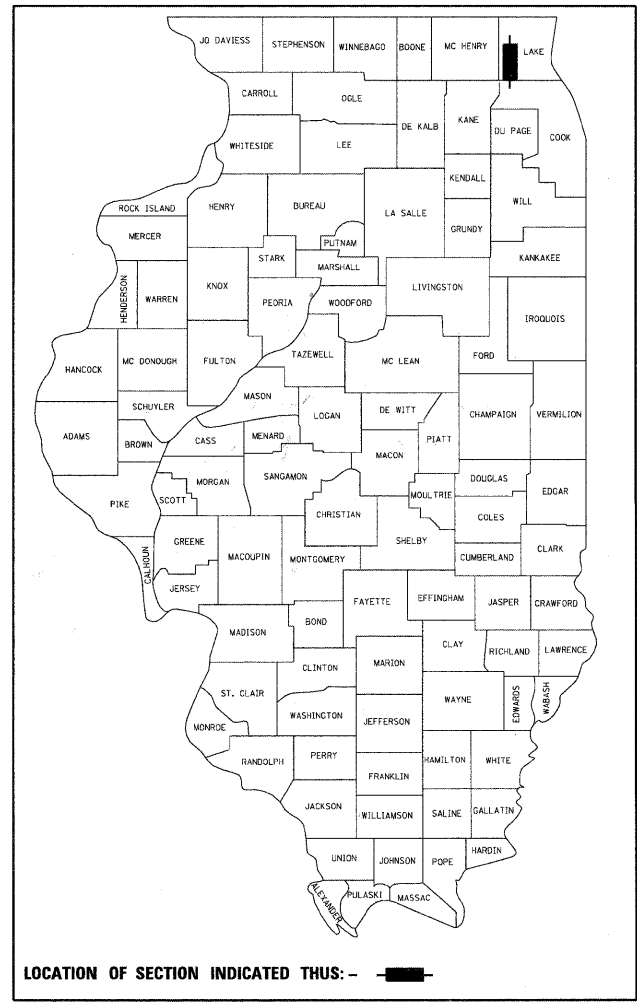 JO DAVIESS
STEPHENSON
WINNEBAGO
BOONE
MC HENRY
LAKE
CARROLL
OGLE
DE KALB
KANE
DU PAGE
COOK
WHITESIDE
LEE
KENDALL
WILL
ROCK ISLAND
HENRY
BUREAU
LA SALLE
GRUNDY
MERCER
PUTNAM
STARK
MARSHALL
KANKAKEE
HENDERSON
WARREN
KNOX
PEORIA
WOODFORD
LIVINGSTON
IROQUOIS
HANCOCK
MC DONOUGH
FULTON
TAZEWELL
MC LEAN
FORD
SCHUYLER
MASON
LOGAN
DE WITT
CHAMPAIGN
VERMILION
ADAMS
BROWN
CASS
MENARD
MACON
PIATT
PIKE
SCOTT
MORGAN
SANGAMON
CHRISTIAN
MOULTRIE
DOUGLAS
EDGAR
COLES
CALHOUN
GREENE
MACOUPIN
MONTGOMERY
SHELBY
CUMBERLAND
CLARK
JERSEY
FAYETTE
EFFINGHAM
JASPER
CRAWFORD
MADISON
BOND
CLAY
RICHLAND
LAWRENCE
CLINTON
MARION
ST. CLAIR
WAYNE
EDWARDS
WABASH
WASHINGTON
JEFFERSON
MONROE
RANDOLPH
PERRY
HAMILTON
WHITE
FRANKLIN
JACKSON
WILLIAMSON
SALINE
GALLATIN
UNION
JOHNSON
POPE
HARDIN
ALEXANDER
PULASKI
MASSAC
LOCATION OF SECTION INDICATED THUS: -